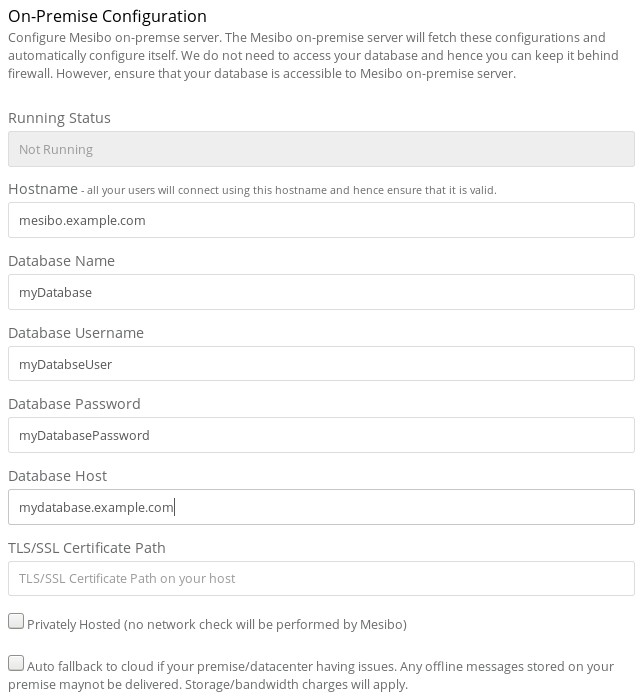 On-Premise Configuration
Configure Mesibo on-premse server. The Mesibo on-premise server will fetch these configurations and
automatically configure itself. We do not need to access your database and hence you can keep it behind
firewall. However, ensure that your database is accessible to Mesibo on-premise server.
Running Status
Not Running
Hostname - all your users will connect using this hostname and hence ensure that it is valid.
mesibo.example.com
Database Name
myDatabase
Database Username
myDatabseUser
Database Password
myDatabasePassword
Database Host
mydatabase.example.com
TLS/SSL Certificate Path
TLS/SSL Certificate Path on your host
Privately Hosted (no network check will be performed by Mesibo)
Auto fallback to cloud if your premise/datacenter having issues. Any offline messages stored on your
premise maynot be delivered. Storage/bandwidth charges will apply.